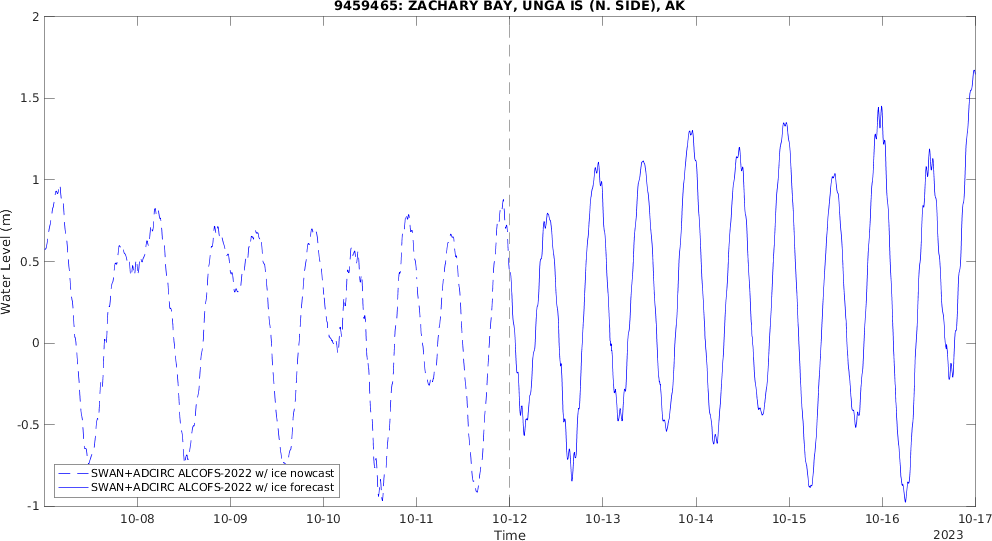 9459465: ZACHARY BAY, UNGA IS (N. SIDE), AK
Water Level (m)
2
1.5
1
0.5
0
-0.5
-1
SWAN+ADCIRC ALCOFS-2022 w/ ice nowcast
SWAN+ADCIRC ALCOFS-2022 w/ ice forecast
10-08 10-09 10-10 10-11 10-12 10-13 10-14 10-15 10-16 10-17
Time
2023